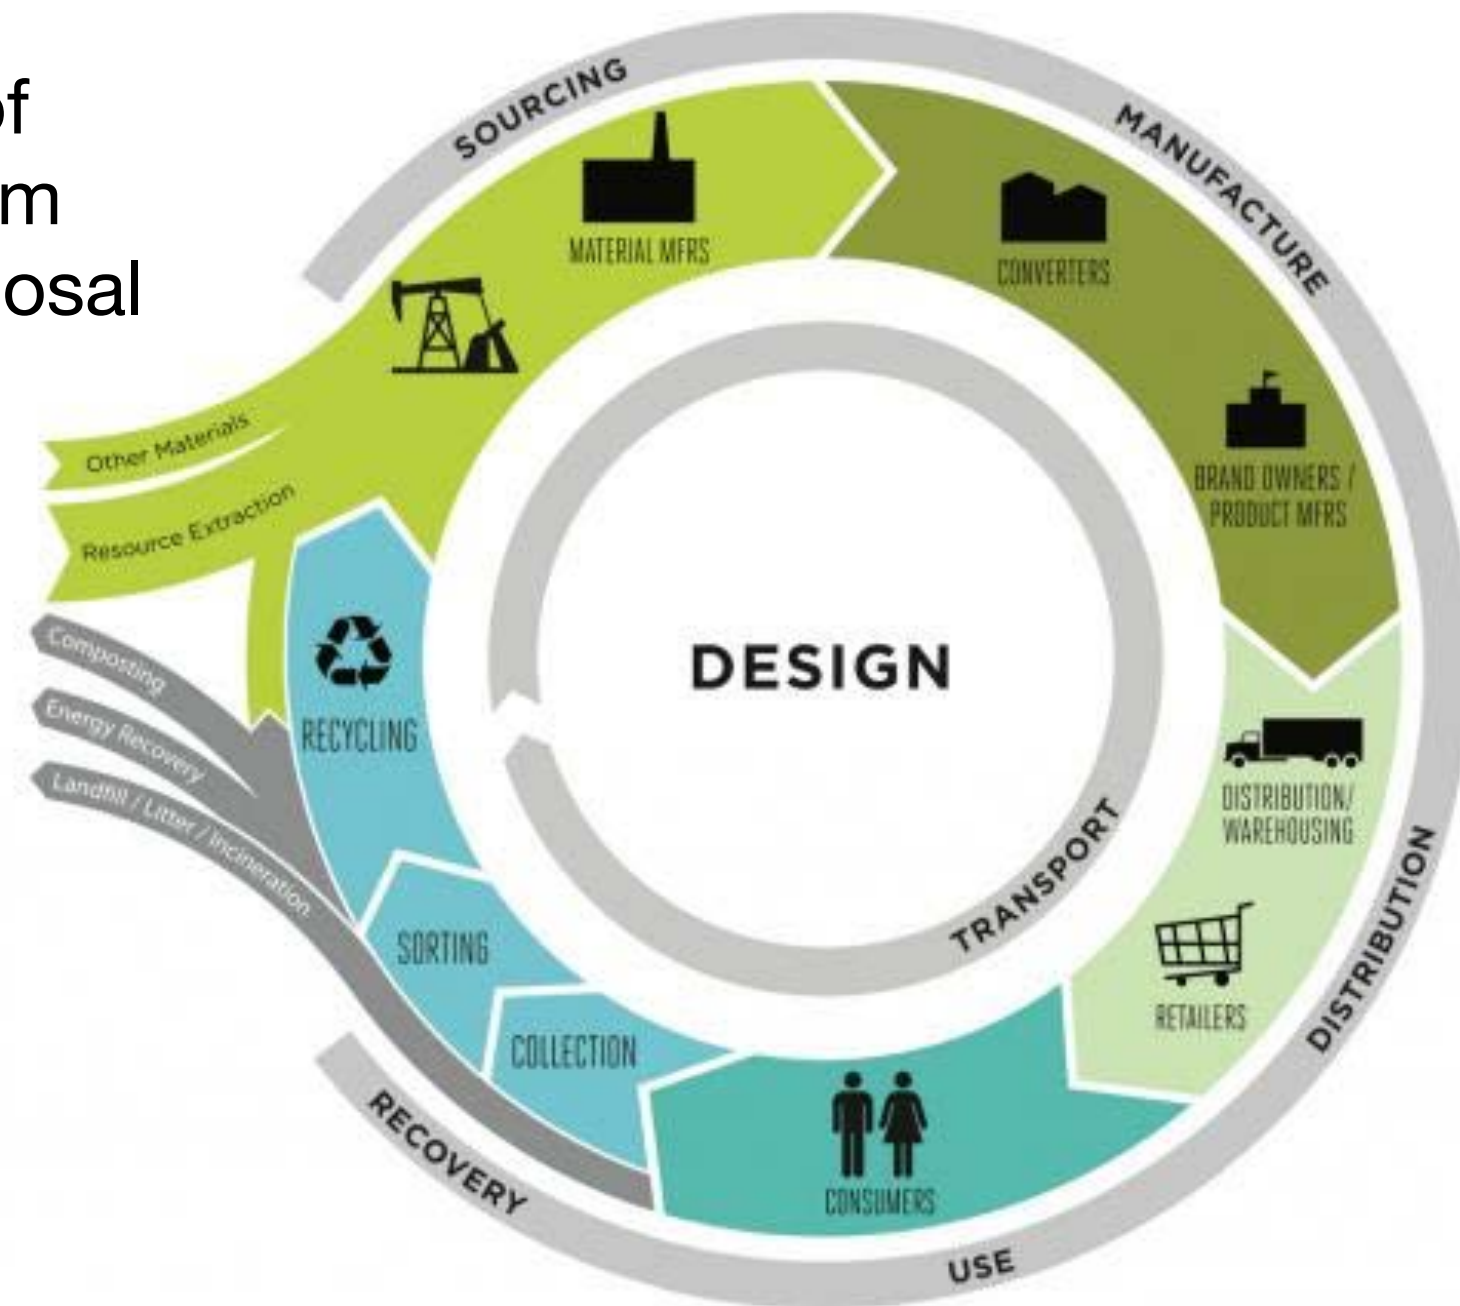 of
m
osal
SOURCING
MANUFACTURE
MATERIAL MFRS
CONVERTERS
BRAND OWNERS /
PRODUCT MFRS
Other Materials
Resource Extraction
Composting
Energy Recovery
Landfill / Litter / Incineration
RECYCLING
DESIGN
TRANSPORT
DISTRIBUTION/
WAREHOUSING
RETAILERS
DISTRIBUTION
SORTING
COLLECTION
CONSUMERS
RECOVERY
USE